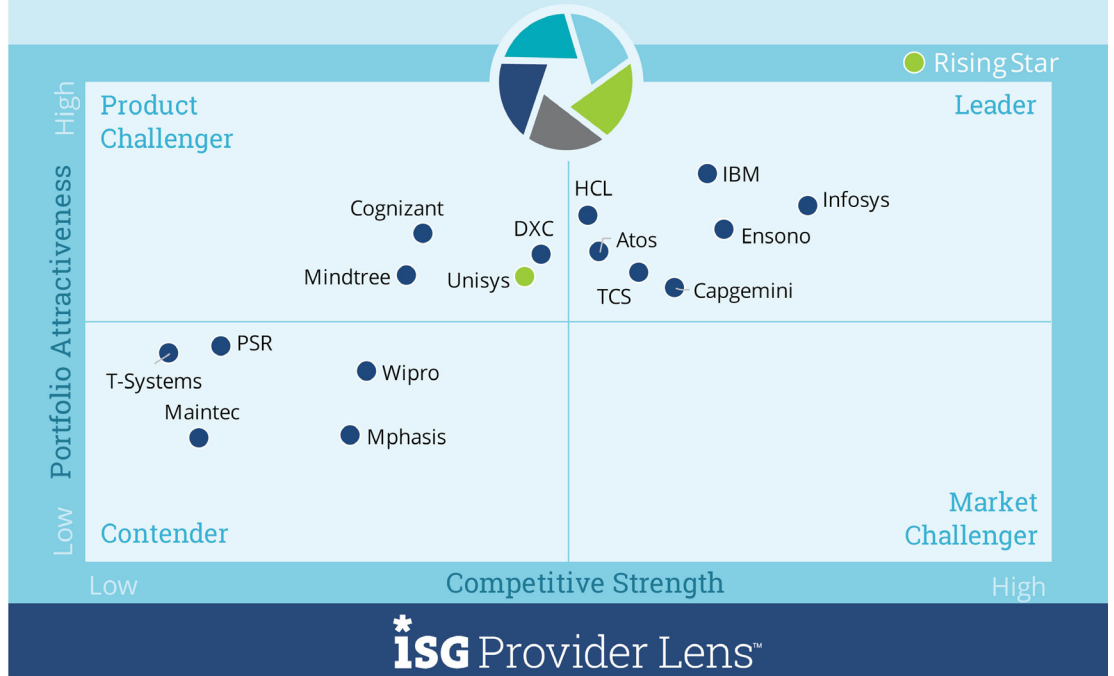 Rising Star
High
Product
Challenger
Leader
IBM
HCL
Infosys
Cognizant
DXC
Atos
Ensono
Mindtree
Unisys
TCS
Capgemini
Portfolio Attractiveness
PSR
T-Systems
Wipro
Maintec
Mphasis
Low
Contender
Market
Challenger
Low
Competitive Strength
High
*ISG Provider Lens™